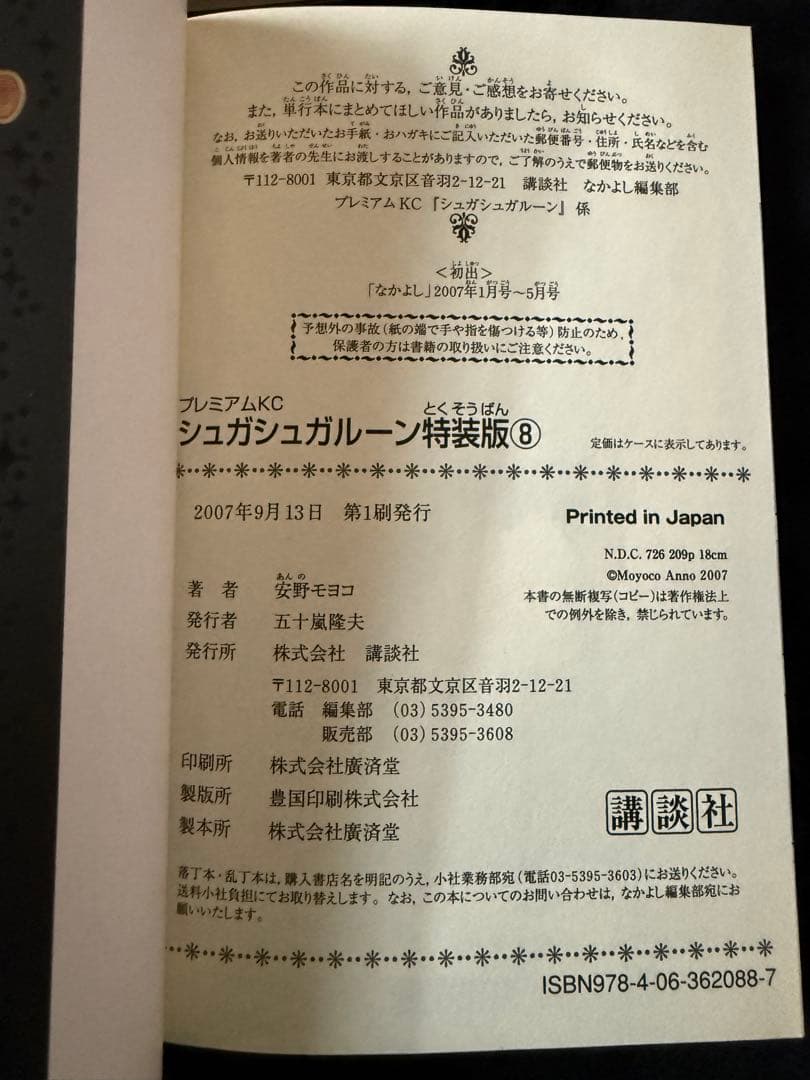 この作品に対する，ご意見・ご感想をお寄せください。
また，単行本にまとめてほしい作品がありましたら，お知らせください。
なお，お送りいただいたお手紙・おハガキにご記入いただいた郵便番号・住所・氏名などを含む
個人情報を著者の先生にお渡しすることがありますので，ご了解のうえで郵便物をお送りください。
〒112-8001 東京都文京区音羽2-12-21 講談社 なかよし編集部
プレミアムKC『シュガシュガルーン』係
＜初出＞
「なかよし」2007年1月号～5月号
予想外の事故（紙の端で手や指を傷つける等）防止のため，
保護者の方は書籍の取り扱いにご注意ください。
プレミアムKC
とくそうばん
シュガシュガルーン特装版⑧
定価はケースに表示してあります。
2007年9月13日 第1刷発行
Printed in Japan
N.D.C. 726 209p 18cm
©Moyoco Anno 2007
本書の無断複写（コピー）は著作権法上
での例外を除き，禁じられています。
あんの
著 者 安野モヨコ
発行者 五十嵐隆夫
発行所 株式会社 講談社
〒112-8001 東京都文京区音羽2-12-21
電話 編集部 (03) 5395-3480
販売部 (03) 5395-3608
印刷所 株式会社廣済堂
製版所 豊国印刷株式会社
製本所 株式会社廣済堂
講談社
落丁本・乱丁本は，購入書店名を明記のうえ，小社業務部宛（電話03-5395-3603）にお送りください。
送料小社負担にてお取り替えします。なお，この本についてのお問い合わせは，なかよし編集部宛にお
願いいたします。
ISBN978-4-06-362088-7